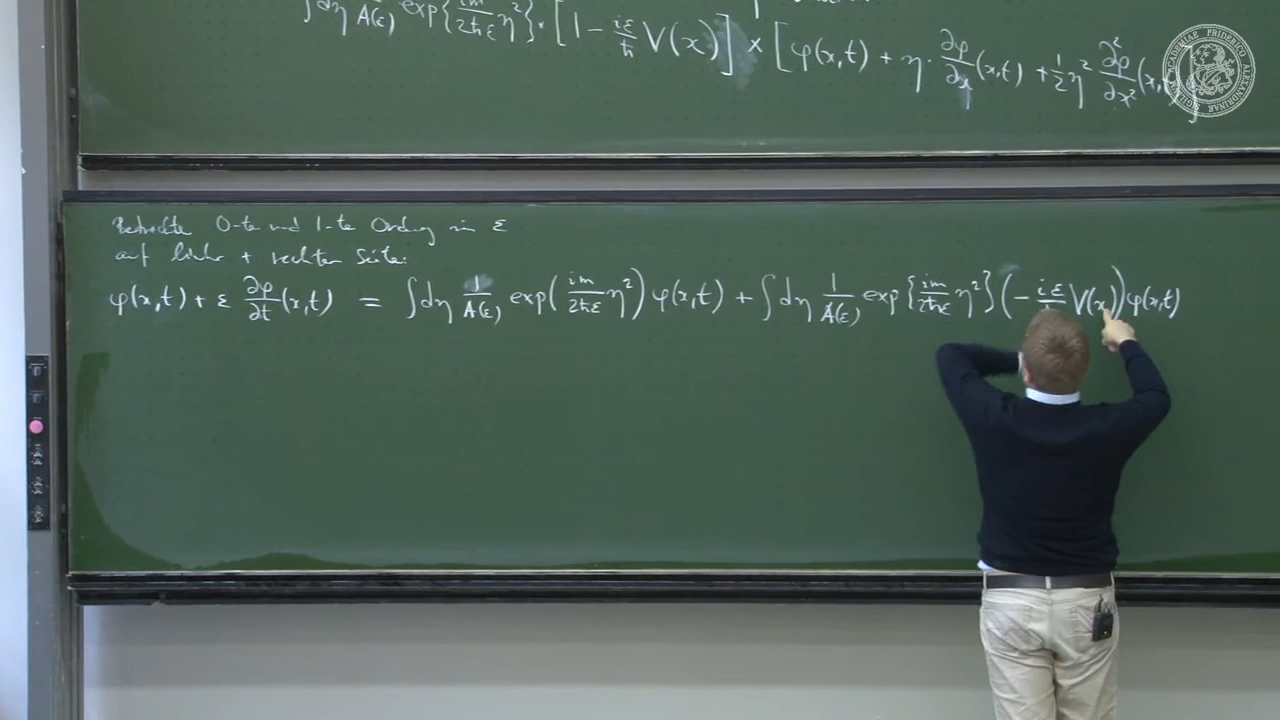 ∫dη 1/A(ε) exp{im/2ħε η²}·[1 − iε/ħ V(x)] × [φ(x,t) + η·∂φ/∂x(x,t) + 1/2 η² ∂²φ/∂x²(x,t)]
Betrachte 0-te und 1-te Ordnung in ε
auf linker + rechter Seite:
φ(x,t) + ε ∂φ/∂t(x,t) = ∫dη 1/A(ε) exp(im/2ħε η²) φ(x,t) + ∫dη 1/A(ε) exp{im/2ħε η²}(− iε/ħ V(x))φ(x,t)